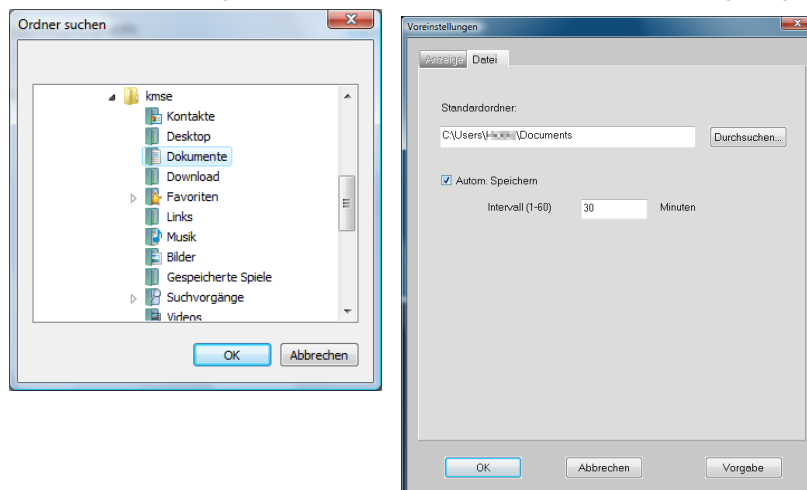 Ordner suchen
kmse
Kontakte
Desktop
Dokumente
Download
Favoriten
Links
Musik
Bilder
Gespeicherte Spiele
Suchvorgänge
Videos
OK Abbrechen
Voreinstellungen
Anzeige Datei
Standardordner:
C:\Users\ \Documents Durchsuchen...
Autom. Speichern
Intervall (1-60) 30 Minuten
OK Abbrechen Vorgabe